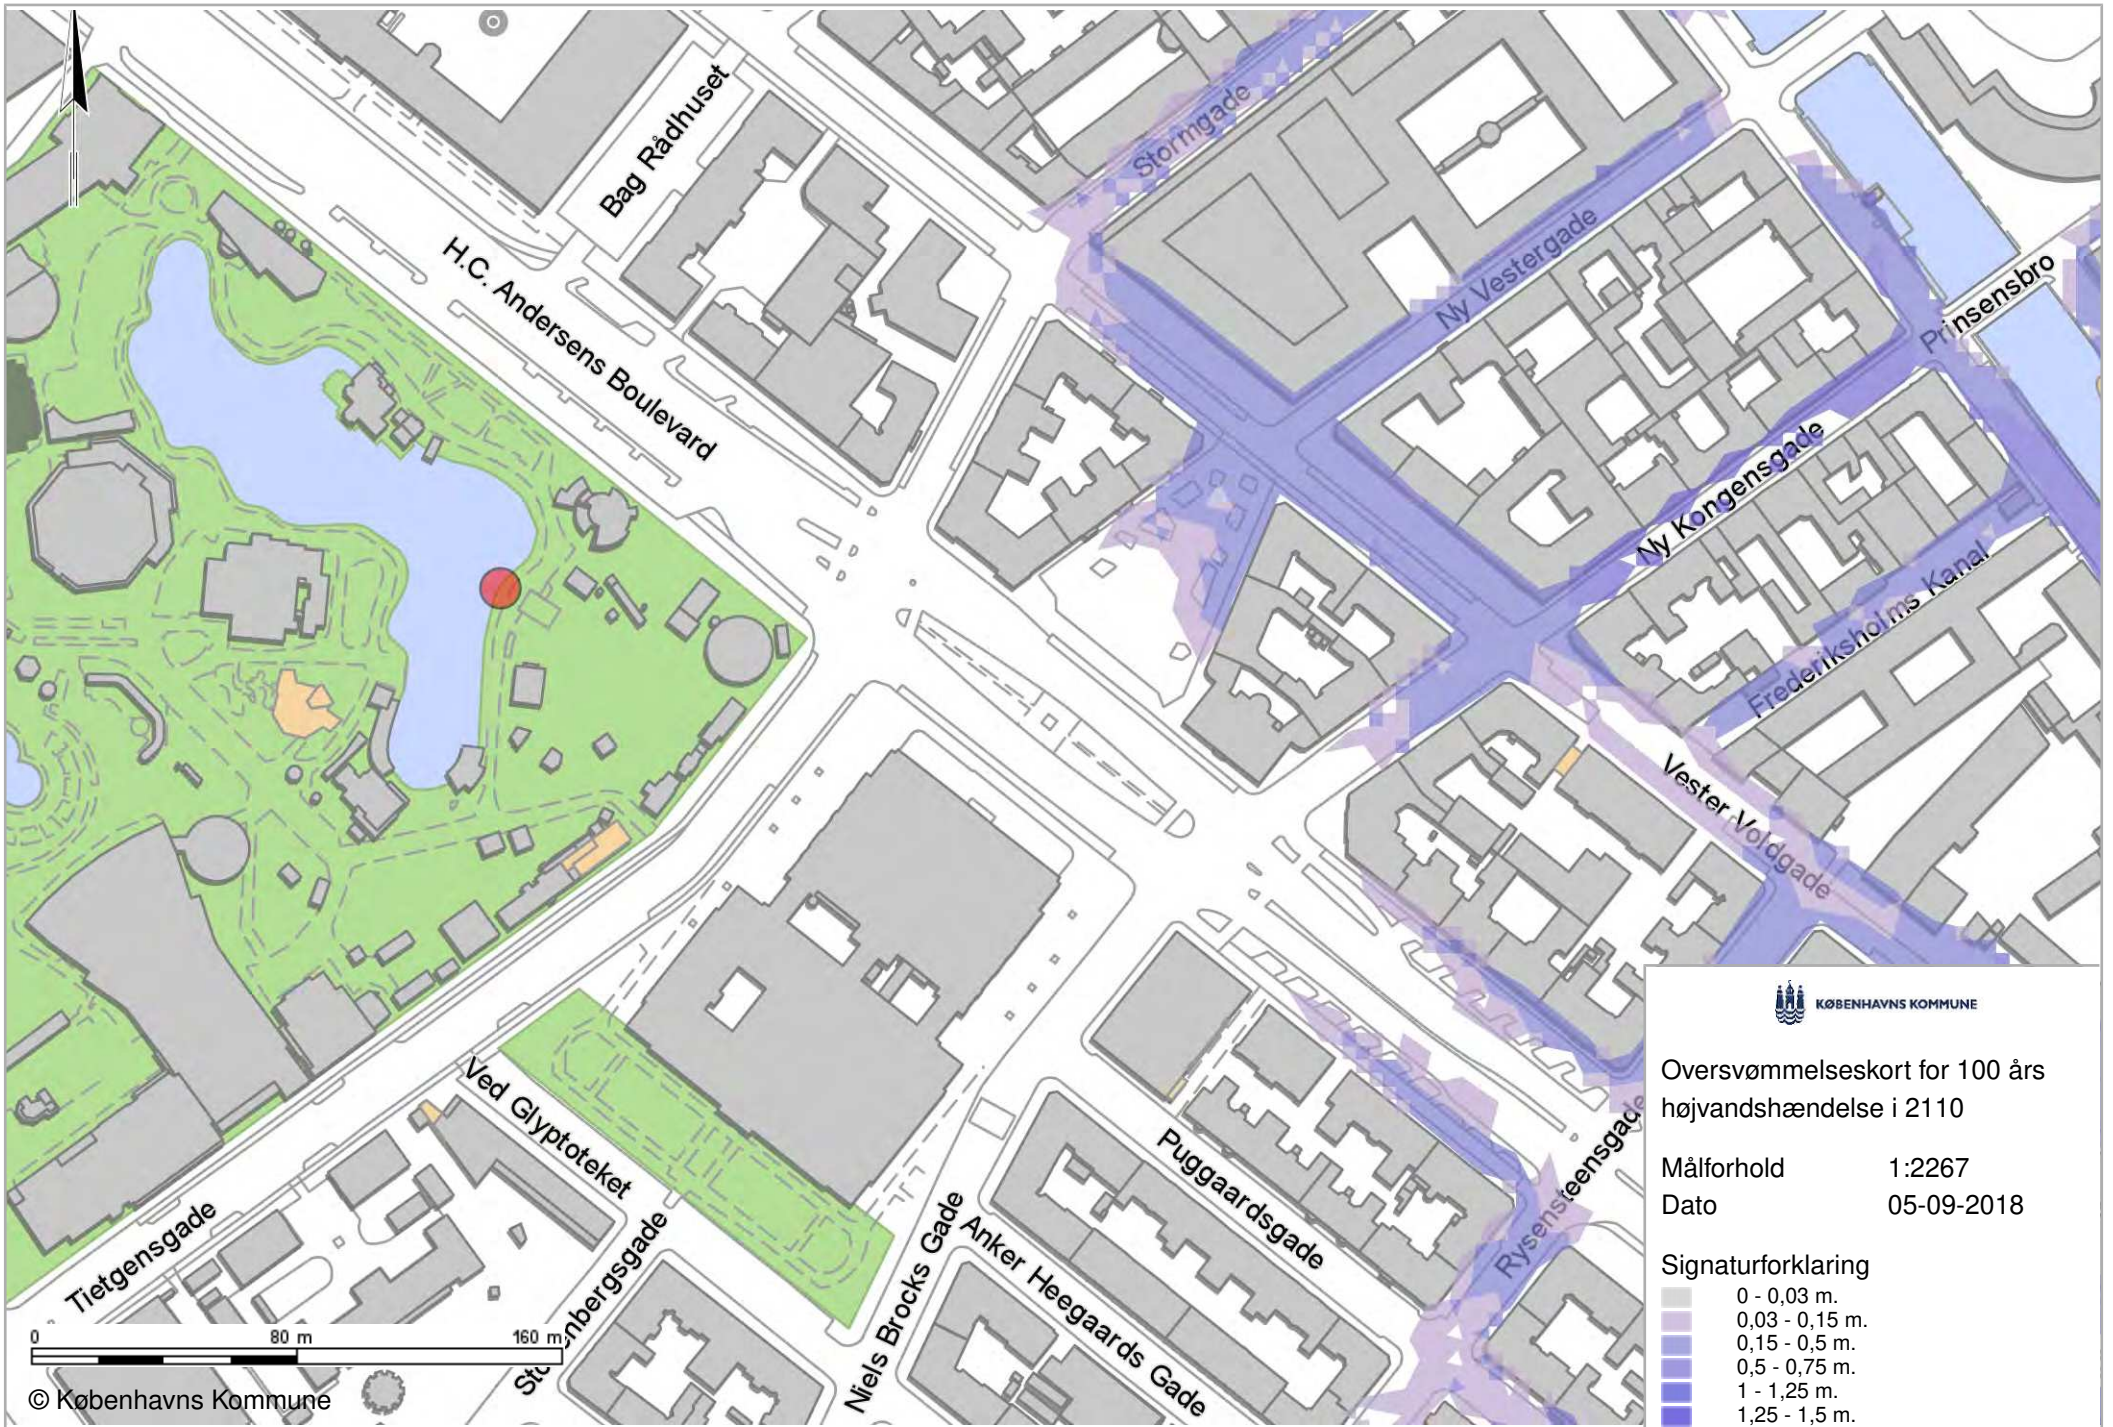 Bag Rådhuset
Stormgade
H.C. Andersens Boulevard
Ny Vestergade
Prinsensbro
Ny Kongensgade
Frederiksholms Kanal
Vester Voldgade
Ved Glyptoteket
Tietgensgade
Niels Brocks Gade
Anker Heegaards Gade
Puggaardsgade
Rysensteensgade
KØBENHAVNS KOMMUNE
Oversvømmelseskort for 100 års
højvandshændelse i 2110
Målforhold 1:2267
Dato 05-09-2018
Signaturforklaring
0 - 0,03 m.
0,03 - 0,15 m.
0,15 - 0,5 m.
0,5 - 0,75 m.
1 - 1,25 m.
1,25 - 1,5 m.
0 80 m 160 m
© Københavns Kommune